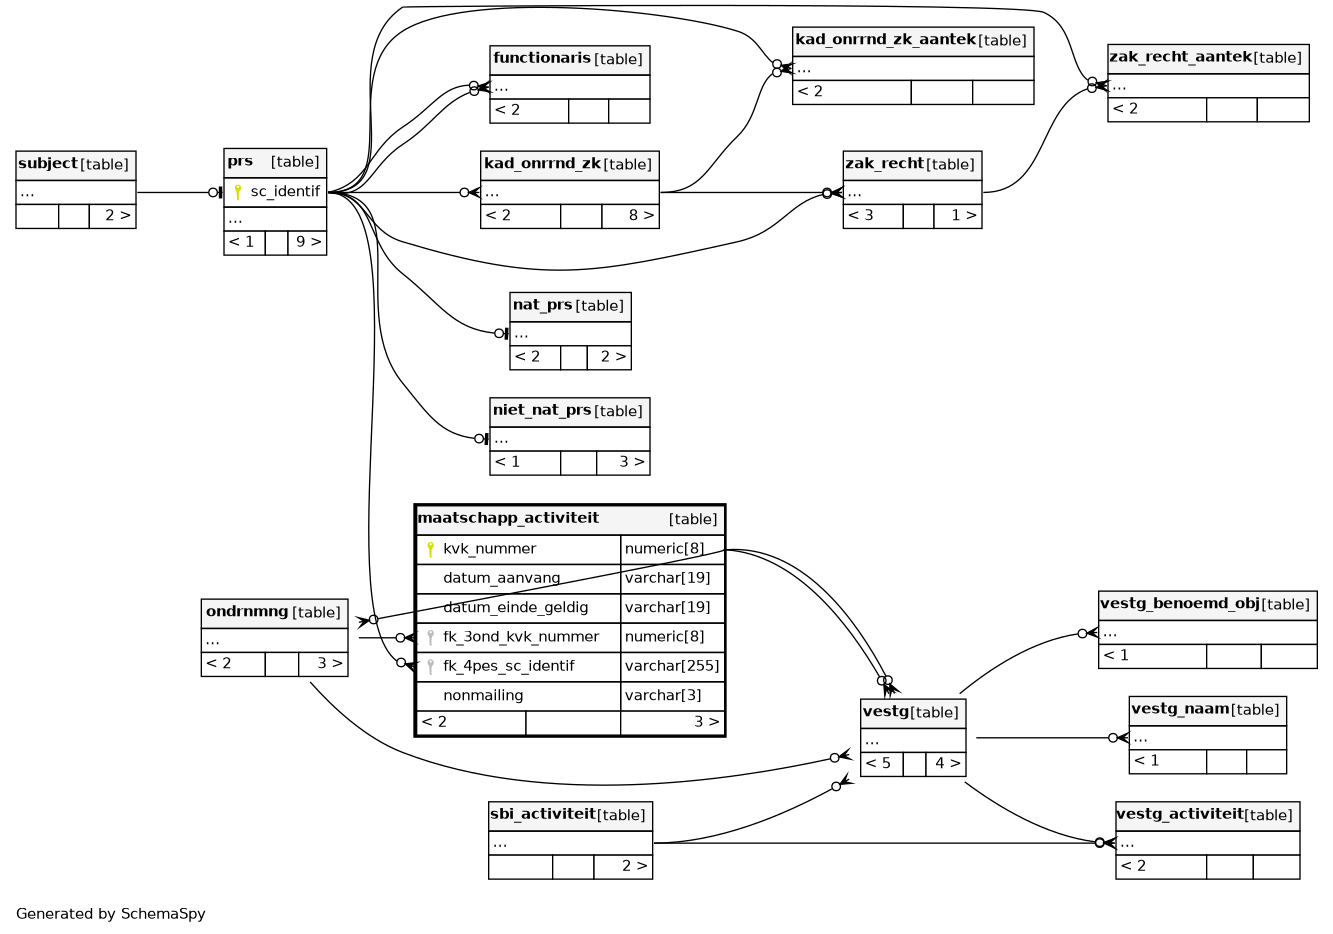 kad_onrrnd_zk_aantek [table]
...
< 2
functionaris [table]
...
< 2
zak_recht_aantek [table]
...
< 2
subject [table]
...
2 >
prs [table]
sc_identif
...
< 1 9 >
kad_onrrnd_zk [table]
...
< 2 8 >
zak_recht [table]
...
< 3 1 >
nat_prs [table]
...
< 2 2 >
niet_nat_prs [table]
...
< 1 3 >
maatschapp_activiteit [table]
kvk_nummer numeric[8]
datum_aanvang varchar[19]
datum_einde_geldig varchar[19]
fk_3ond_kvk_nummer numeric[8]
fk_4pes_sc_identif varchar[255]
nonmailing varchar[3]
< 2 3 >
ondrnmng [table]
...
< 2 3 >
vestg_benoemd_obj [table]
...
< 1
vestg [table]
...
< 5 4 >
vestg_naam [table]
...
< 1
sbi_activiteit [table]
...
2 >
vestg_activiteit [table]
...
< 2
Generated by SchemaSpy